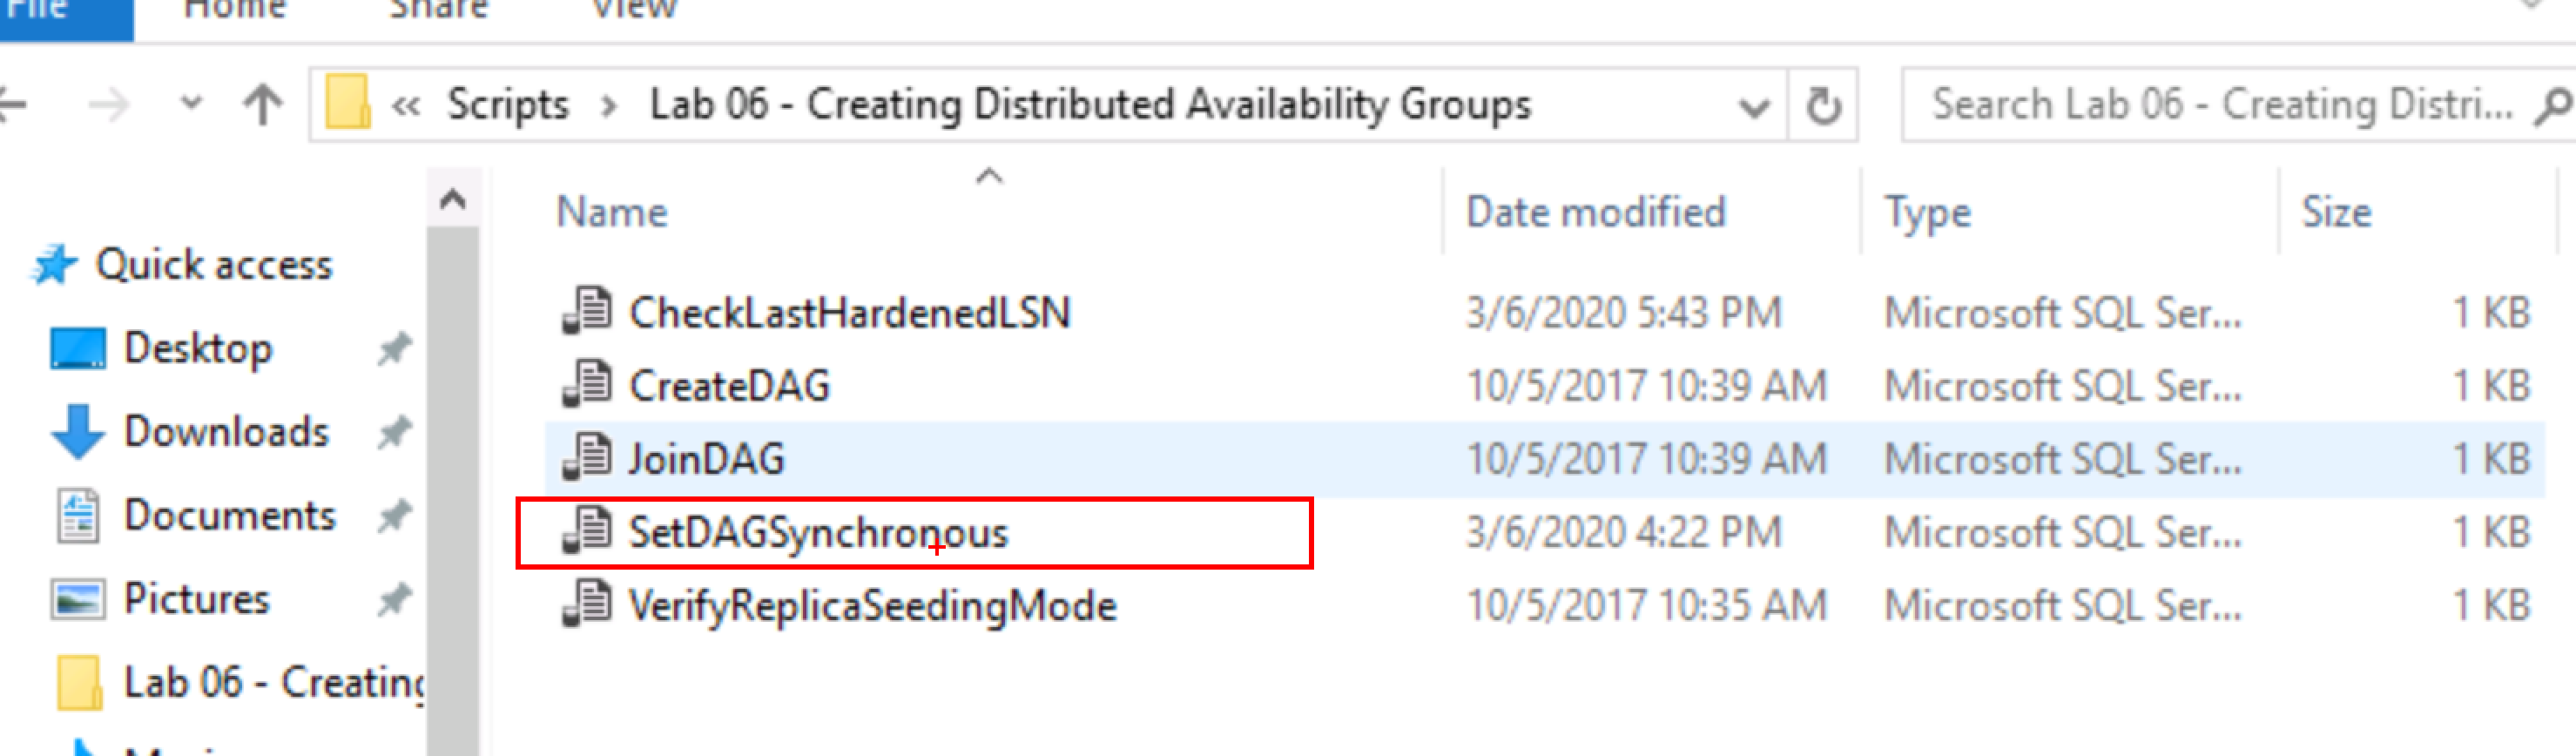 File Home Share View
« Scripts › Lab 06 - Creating Distributed Availability Groups
Search Lab 06 - Creating Distri...
Name Date modified Type Size
Quick access
Desktop
Downloads
Documents
Pictures
Lab 06 - Creating
CheckLastHardenedLSN 3/6/2020 5:43 PM Microsoft SQL Ser... 1 KB
CreateDAG 10/5/2017 10:39 AM Microsoft SQL Ser... 1 KB
JoinDAG 10/5/2017 10:39 AM Microsoft SQL Ser... 1 KB
SetDAGSynchronous 3/6/2020 4:22 PM Microsoft SQL Ser... 1 KB
VerifyReplicaSeedingMode 10/5/2017 10:35 AM Microsoft SQL Ser... 1 KB